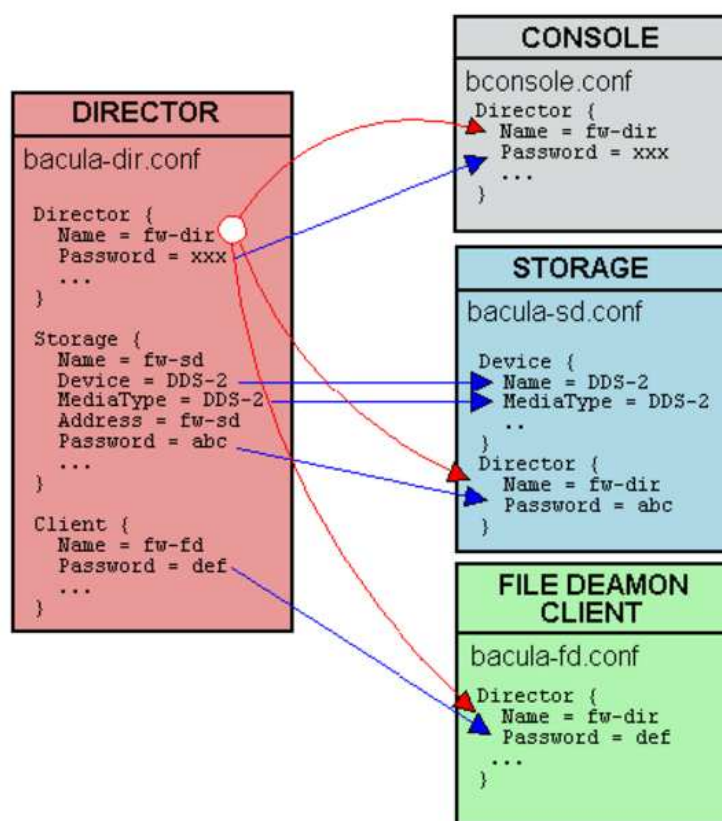 DIRECTOR
bacula-dir.conf
Director {
Name = fw-dir
Password = xxx
...
}
Storage {
Name = fw-sd
Device = DDS-2
MediaType = DDS-2
Address = fw-sd
Password = abc
...
}
Client {
Name = fw-fd
Password = def
...
}
CONSOLE
bconsole.conf
Director {
Name = fw-dir
Password = xxx
...
}
STORAGE
bacula-sd.conf
Device {
Name = DDS-2
MediaType = DDS-2
..
}
Director {
Name = fw-dir
Password = abc
}
FILE DEAMON
CLIENT
bacula-fd.conf
Director {
Name = fw-dir
Password = def
...
}